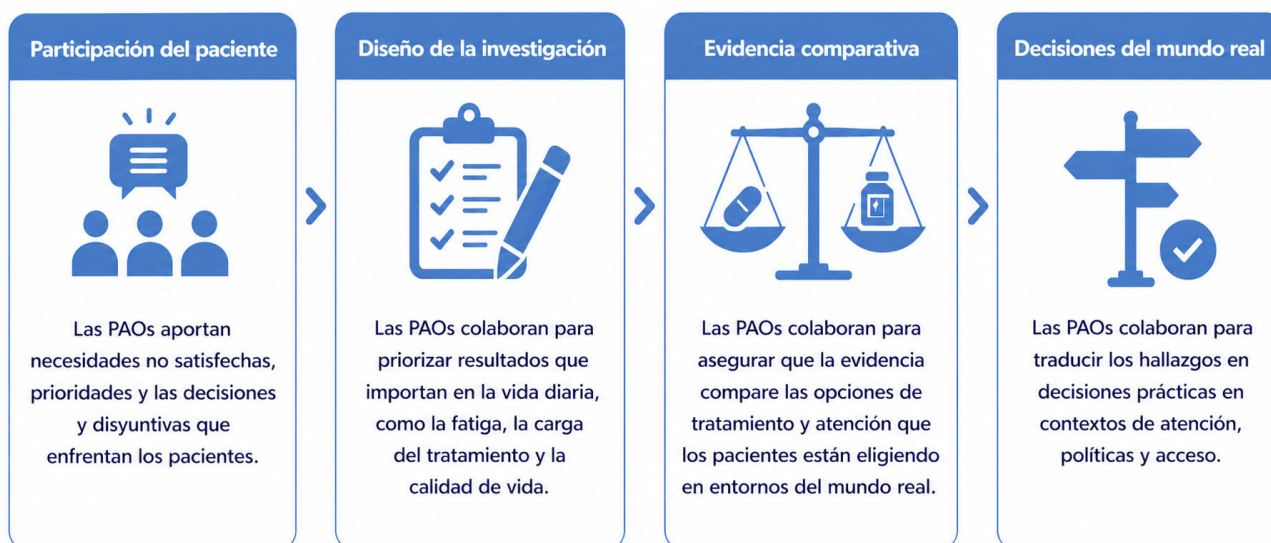 Participación del paciente
Las PAOs aportan
necesidades no satisfechas,
prioridades y las decisiones
y disyuntivas que
enfrentan los pacientes.
Diseño de la investigación
Las PAOs colaboran para
priorizar resultados que
importan en la vida diaria,
como la fatiga, la carga
del tratamiento y la
calidad de vida.
Evidencia comparativa
Las PAOs colaboran para
asegurar que la evidencia
compare las opciones de
tratamiento y atención que
los pacientes están eligiendo
en entornos del mundo real.
Decisiones del mundo real
Las PAOs colaboran para
traducir los hallazgos en
decisiones prácticas en
contextos de atención,
políticas y acceso.